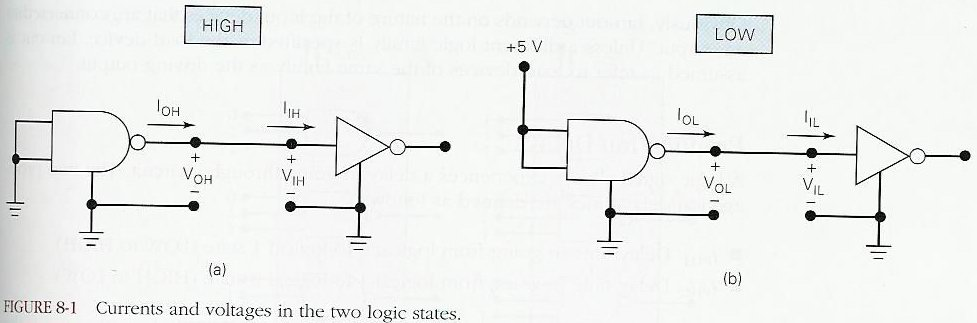 HIGH
LOW
+5 V
IOH
IIH
IOL
IIL
+
VOH
–
+
VIH
–
+
VOL
–
+
VIL
–
(a)
(b)
FIGURE 8-1 Currents and voltages in the two logic states.